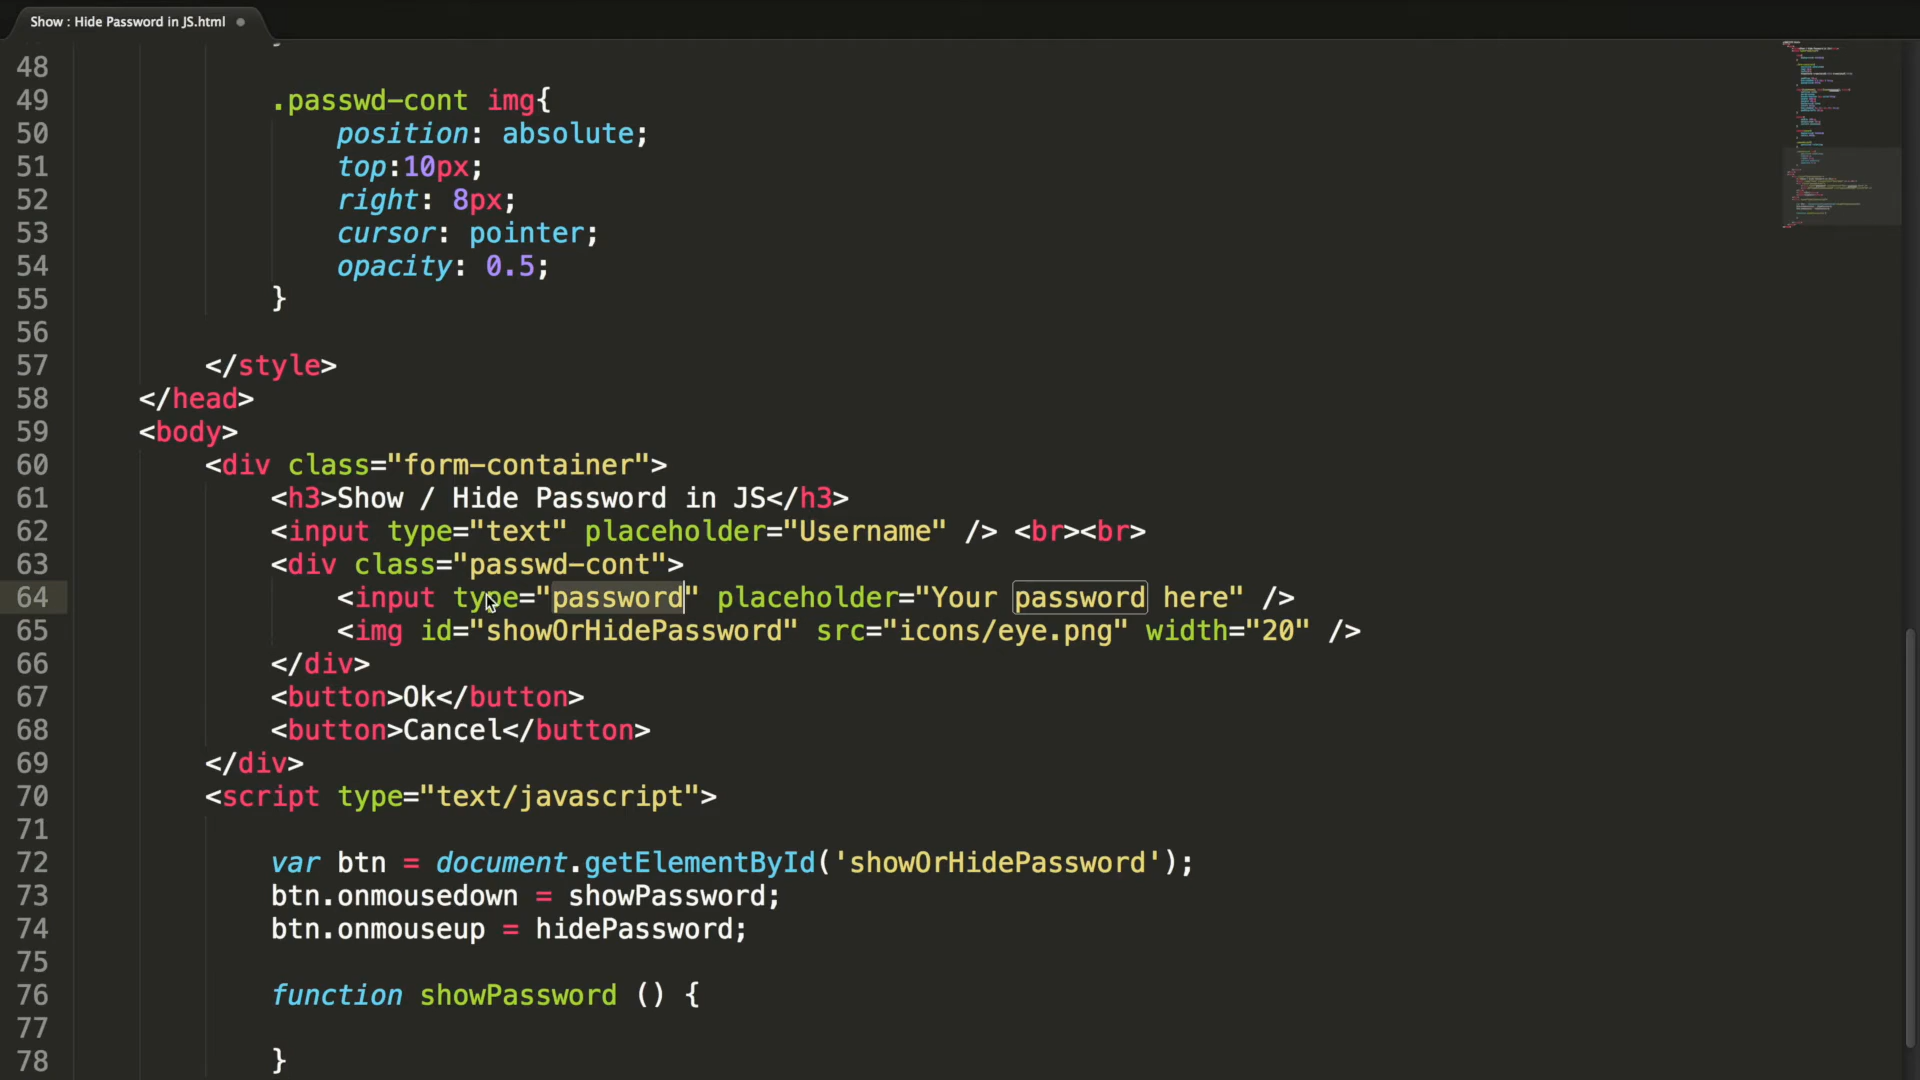 Show : Hide Password in JS.html
48
49 .passwd-cont img{
50 position: absolute;
51 top:10px;
52 right: 8px;
53 cursor: pointer;
54 opacity: 0.5;
55 }
56
57 </style>
58 </head>
59 <body>
60 <div class="form-container">
61 <h3>Show / Hide Password in JS</h3>
62 <input type="text" placeholder="Username" /> <br><br>
63 <div class="passwd-cont">
64 <input type="password" placeholder="Your password here" />
65 <img id="showOrHidePassword" src="icons/eye.png" width="20" />
66 </div>
67 <button>Ok</button>
68 <button>Cancel</button>
69 </div>
70 <script type="text/javascript">
71
72 var btn = document.getElementById('showOrHidePassword');
73 btn.onmousedown = showPassword;
74 btn.onmouseup = hidePassword;
75
76 function showPassword () {
77
78 }